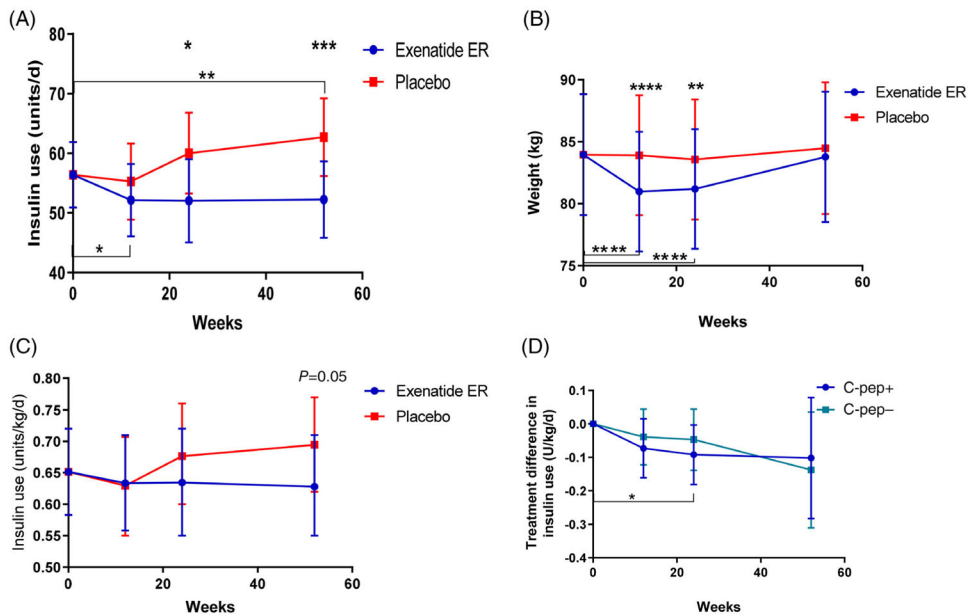 (A)
Insulin use (units/d)
80
70
60
50
40
0
20
40
60
Weeks
*
***
**
*
Exenatide ER
Placebo
(B)
Weight (kg)
90
85
80
75
0
20
40
60
Weeks
****
**
****
****
Exenatide ER
Placebo
(C)
Insulin use (units/kg/d)
0.80
0.75
0.70
0.65
0.60
0.55
0.50
0
20
40
60
Weeks
P=0.05
Exenatide ER
Placebo
(D)
Treatment difference in
insulin use (U/kg/d)
0.1
0.0
-0.1
-0.2
-0.3
-0.4
0
20
40
60
Weeks
*
C-pep+
C-pep−